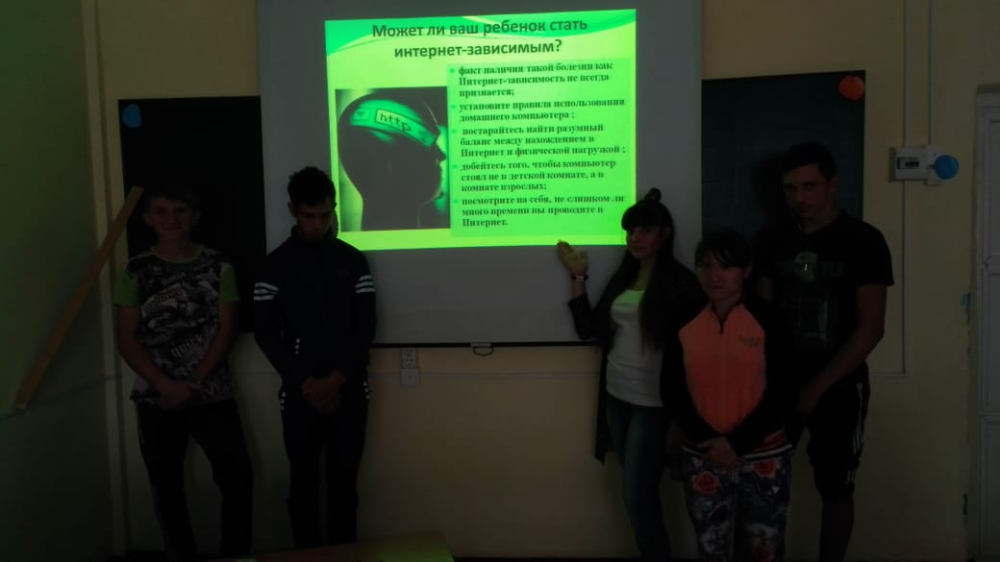 Может ли ваш ребенок стать
интернет-зависимым?
факт наличия такой болезни как
Интернет-зависимость не всегда
признается;
установите правила использования
домашнего компьютера ;
постарайтесь найти разумный
баланс между нахождением в
Интернет и физической нагрузкой ;
добейтесь того, чтобы компьютер
стоял не в детской комнате, а в
комнате взрослых;
посмотрите на себя, не слишком ли
много времени вы проводите в
Интернет.
http
quick